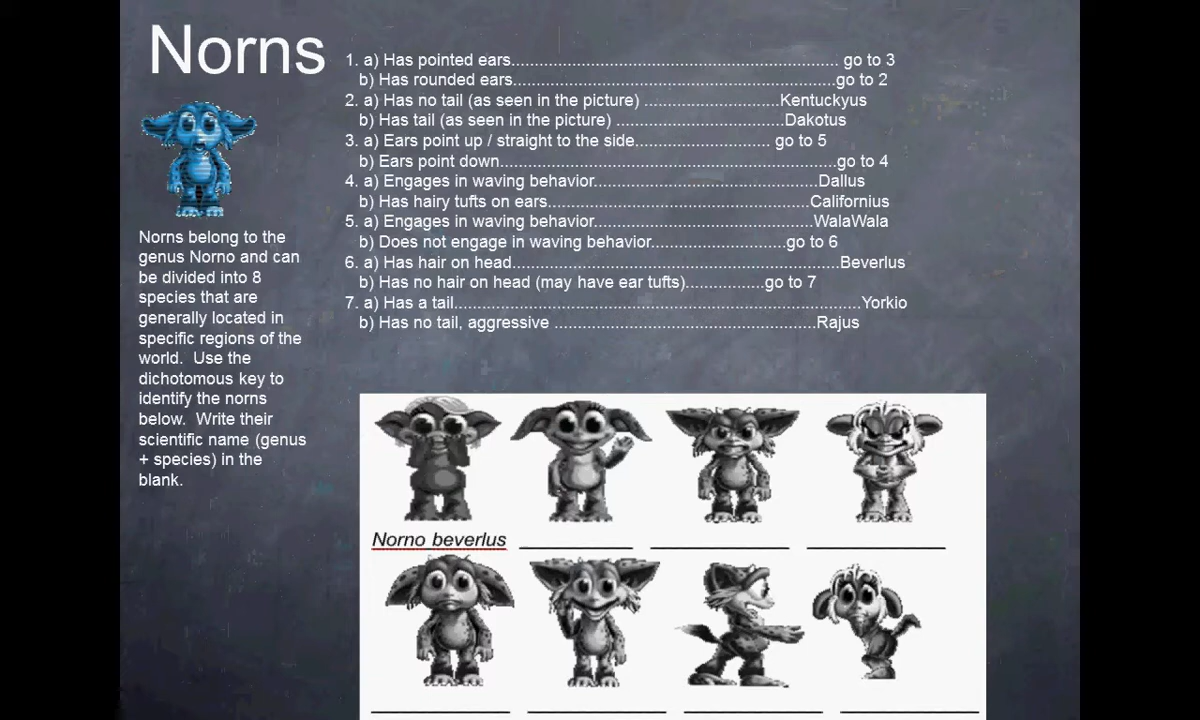 Norns
1. a) Has pointed ears..................................................................... go to 3
b) Has rounded ears....................................................................go to 2
2. a) Has no tail (as seen in the picture) .............................Kentuckyus
b) Has tail (as seen in the picture) ....................................Dakotus
3. a) Ears point up / straight to the side............................. go to 5
b) Ears point down.......................................................................go to 4
4. a) Engages in waving behavior................................................Dallus
b) Has hairy tufts on ears........................................................Californius
5. a) Engages in waving behavior...............................................WalaWala
b) Does not engage in waving behavior.............................go to 6
6. a) Has hair on head......................................................................Beverlus
b) Has no hair on head (may have ear tufts).................go to 7
7. a) Has a tail.......................................................................................Yorkio
b) Has no tail, aggressive ........................................................Rajus
Norns belong to the
genus Norno and can
be divided into 8
species that are
generally located in
specific regions of the
world. Use the
dichotomous key to
identify the norns
below. Write their
scientific name (genus
+ species) in the
blank.
Norno beverlus